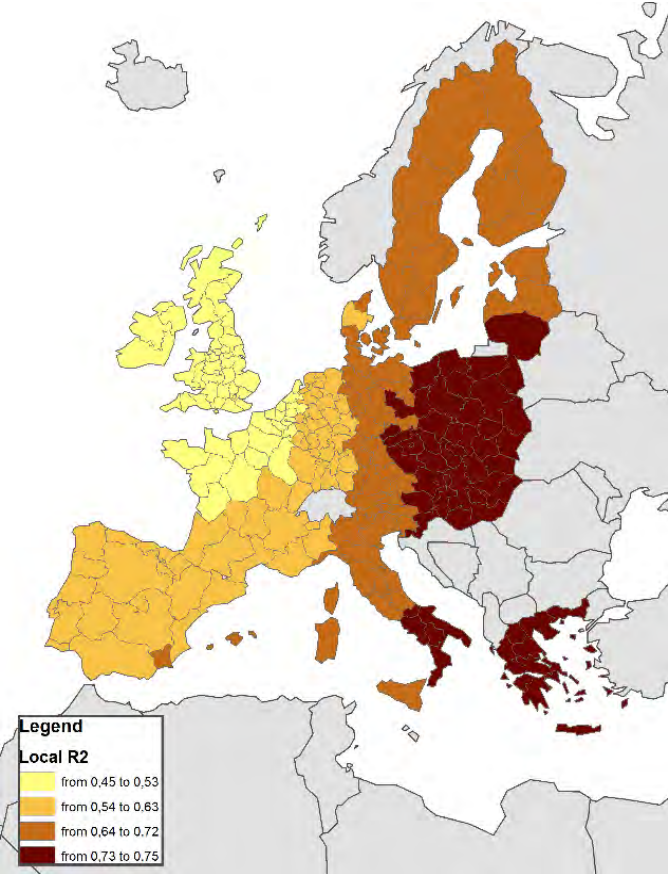 Legend
Local R2
from 0,45 to 0,53
from 0,54 to 0.63
from 0,64 to 0.72
from 0,73 to 0.75